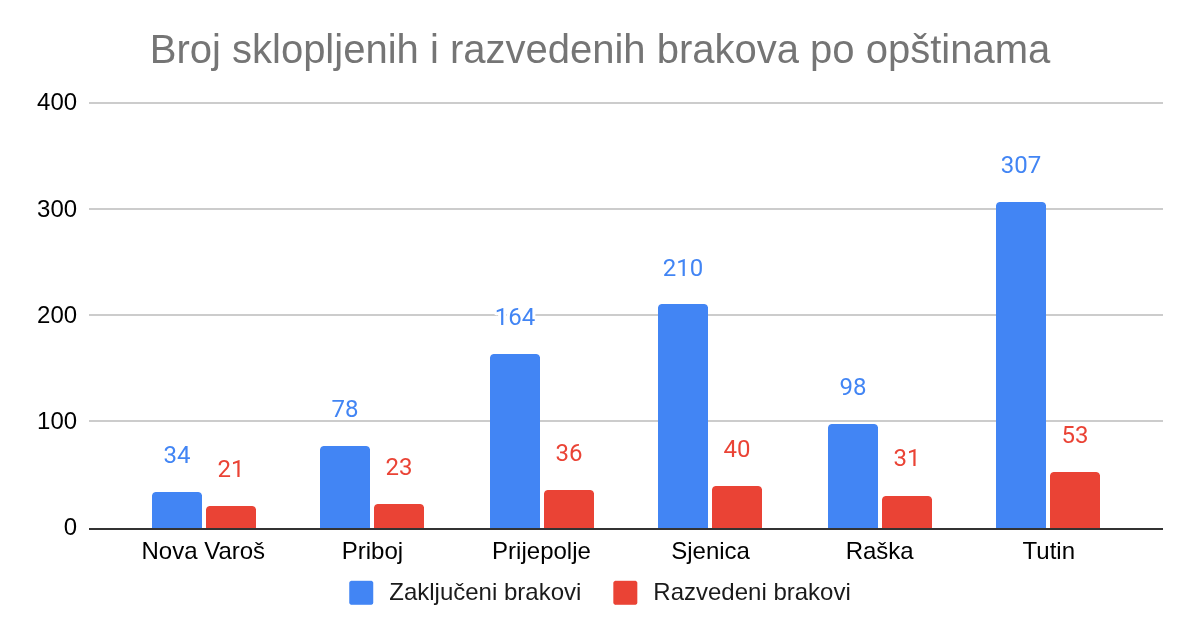 Broj sklopljenih i razvedenih brakova po opštinama
400
300
200
100
0
34
21
78
23
164
36
210
40
98
31
307
53
Nova Varoš
Priboj
Prijepolje
Sjenica
Raška
Tutin
Zaključeni brakovi
Razvedeni brakovi